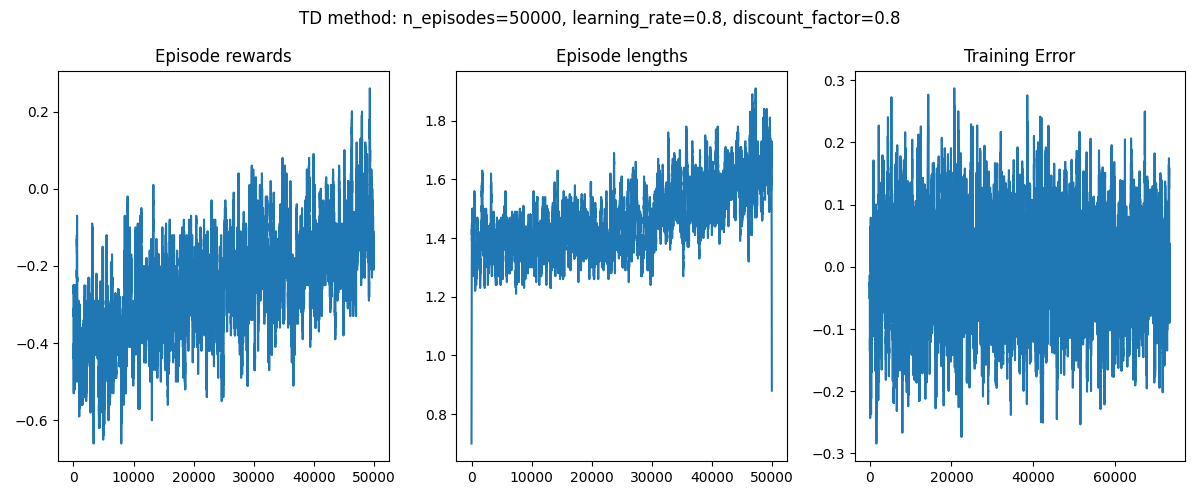 TD method: n_episodes=50000, learning_rate=0.8, discount_factor=0.8
Episode rewards
0.2
0.0
−0.2
−0.4
−0.6
0 10000 20000 30000 40000 50000
Episode lengths
1.8
1.6
1.4
1.2
1.0
0.8
0 10000 20000 30000 40000 50000
Training Error
0.3
0.2
0.1
0.0
−0.1
−0.2
−0.3
0 20000 40000 60000